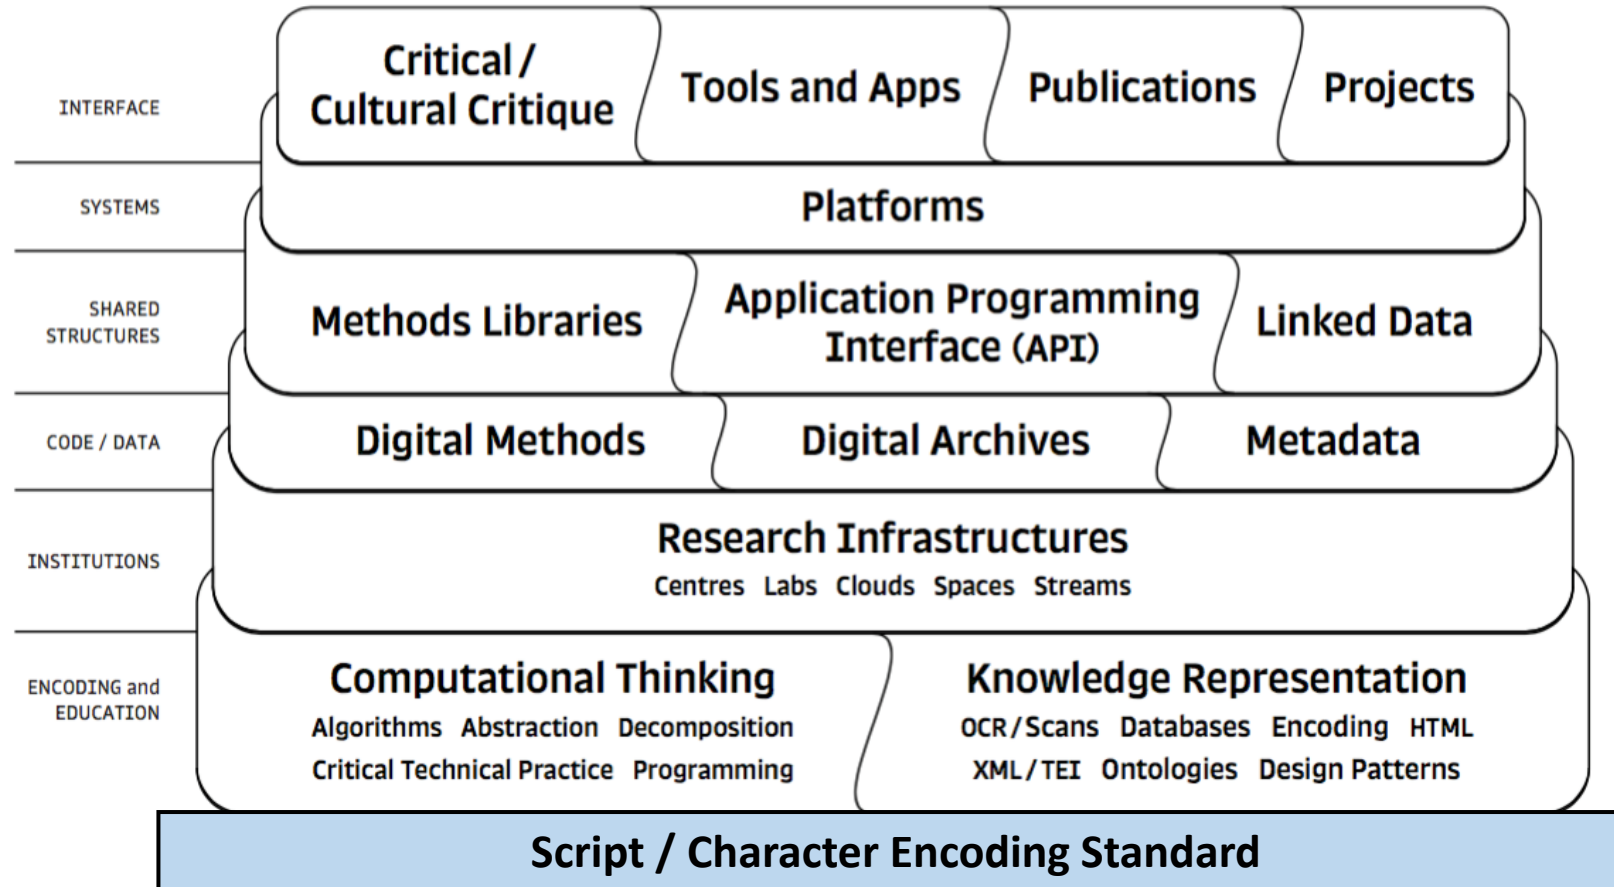 INTERFACE
Critical / Cultural Critique
Tools and Apps
Publications
Projects
SYSTEMS
Platforms
SHARED STRUCTURES
Methods Libraries
Application Programming Interface (API)
Linked Data
CODE / DATA
Digital Methods
Digital Archives
Metadata
INSTITUTIONS
Research Infrastructures
Centres Labs Clouds Spaces Streams
ENCODING and EDUCATION
Computational Thinking
Algorithms Abstraction Decomposition
Critical Technical Practice Programming
Knowledge Representation
OCR/Scans Databases Encoding HTML
XML/TEI Ontologies Design Patterns
Script / Character Encoding Standard